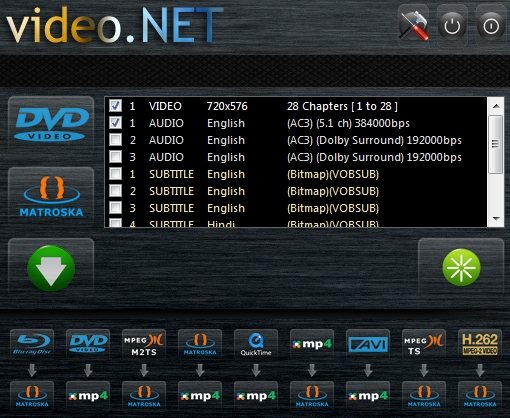 video.NET
DVD
VIDEO
MATROSKA
1 VIDEO 720x576 28 Chapters [ 1 to 28 ]
1 AUDIO English (AC3) (5.1 ch) 384000bps
2 AUDIO English (AC3) (Dolby Surround) 192000bps
3 AUDIO English (AC3) (Dolby Surround) 192000bps
1 SUBTITLE English (Bitmap)(VOBSUB)
2 SUBTITLE English (Bitmap)(VOBSUB)
3 SUBTITLE English (Bitmap)(VOBSUB)
4 SUBTITLE Hindi (Bitmap)(VOBSUB)
Blu-ray Disc DVD VIDEO MPEG M2TS MATROSKA QuickTime mp4 AVI MPEG TS H.262 MPEG-2 VIDEO
MATROSKA mp4 MATROSKA mp4 mp4 MATROSKA MATROSKA MATROSKA MATROSKA